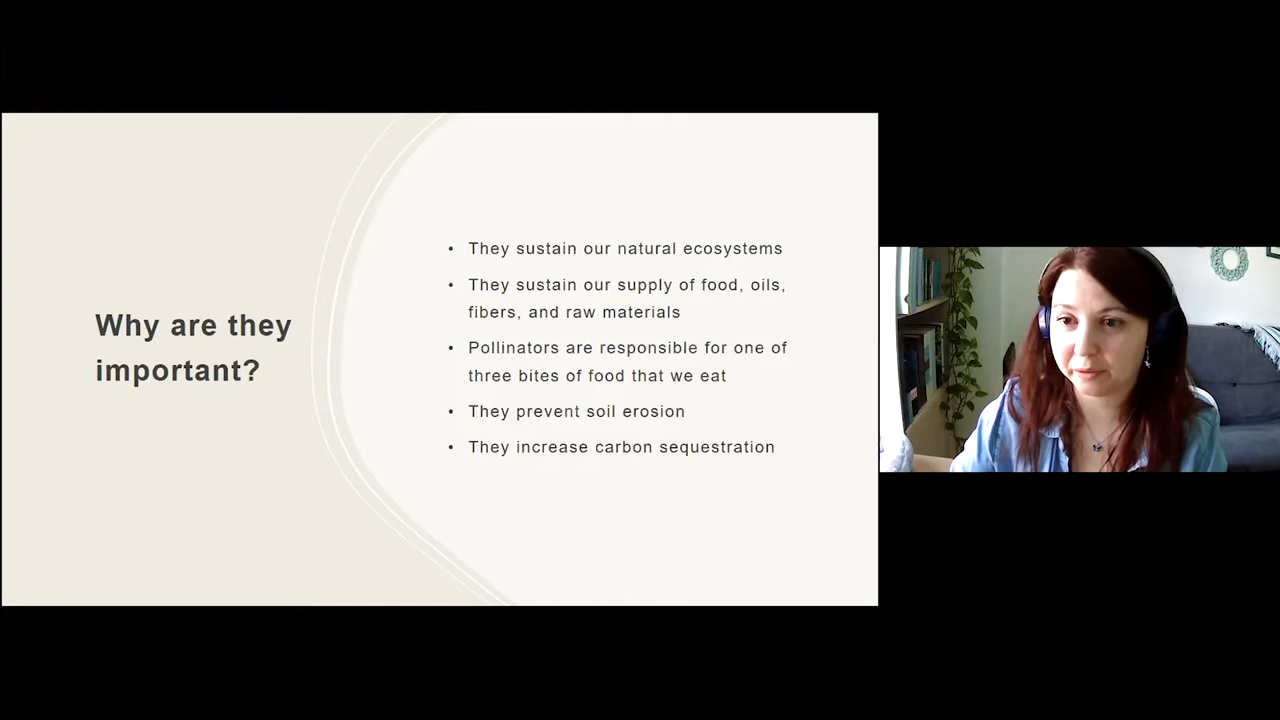 Why are they
important?
• They sustain our natural ecosystems
• They sustain our supply of food, oils,
fibers, and raw materials
• Pollinators are responsible for one of
three bites of food that we eat
• They prevent soil erosion
• They increase carbon sequestration